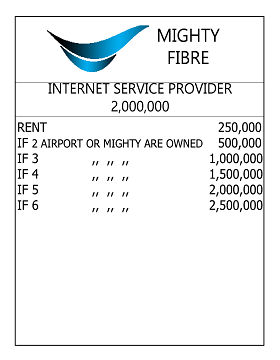 MIGHTY
FIBRE
INTERNET SERVICE PROVIDER
2,000,000
RENT 250,000
IF 2 AIRPORT OR MIGHTY ARE OWNED 500,000
IF 3 ,, ,, ,, 1,000,000
IF 4 ,, ,, ,, 1,500,000
IF 5 ,, ,, ,, 2,000,000
IF 6 ,, ,, ,, 2,500,000